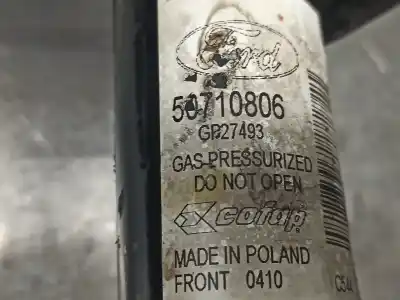 Ford
50710806
GP27493
GAS PRESSURIZED
DO NOT OPEN
cofap
MADE IN POLAND
FRONT 0410